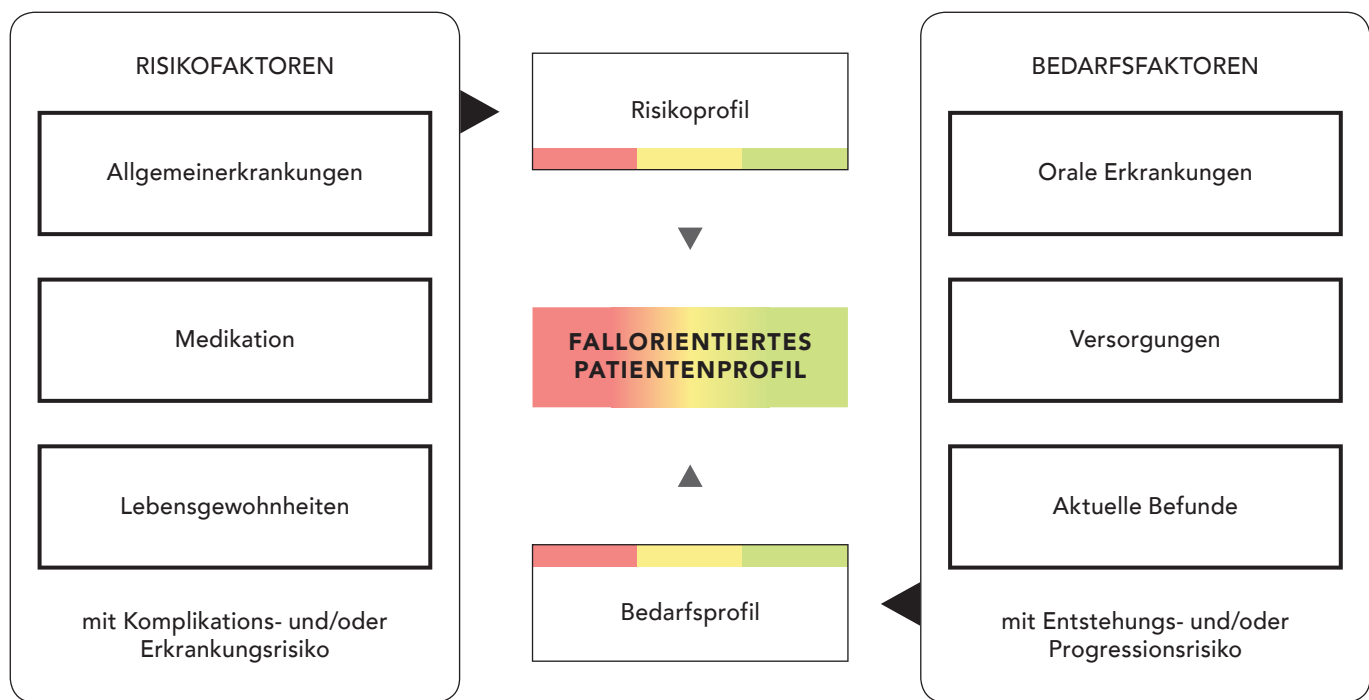 RISIKOFAKTOREN
Allgemeinerkrankungen
Medikation
Lebensgewohnheiten
mit Komplikations- und/oder
Erkrankungsrisiko
Risikoprofil
FALLORIENTIERTES
PATIENTENPROFIL
Bedarfsprofil
BEDARFSFAKTOREN
Orale Erkrankungen
Versorgungen
Aktuelle Befunde
mit Entstehungs- und/oder
Progressionsrisiko